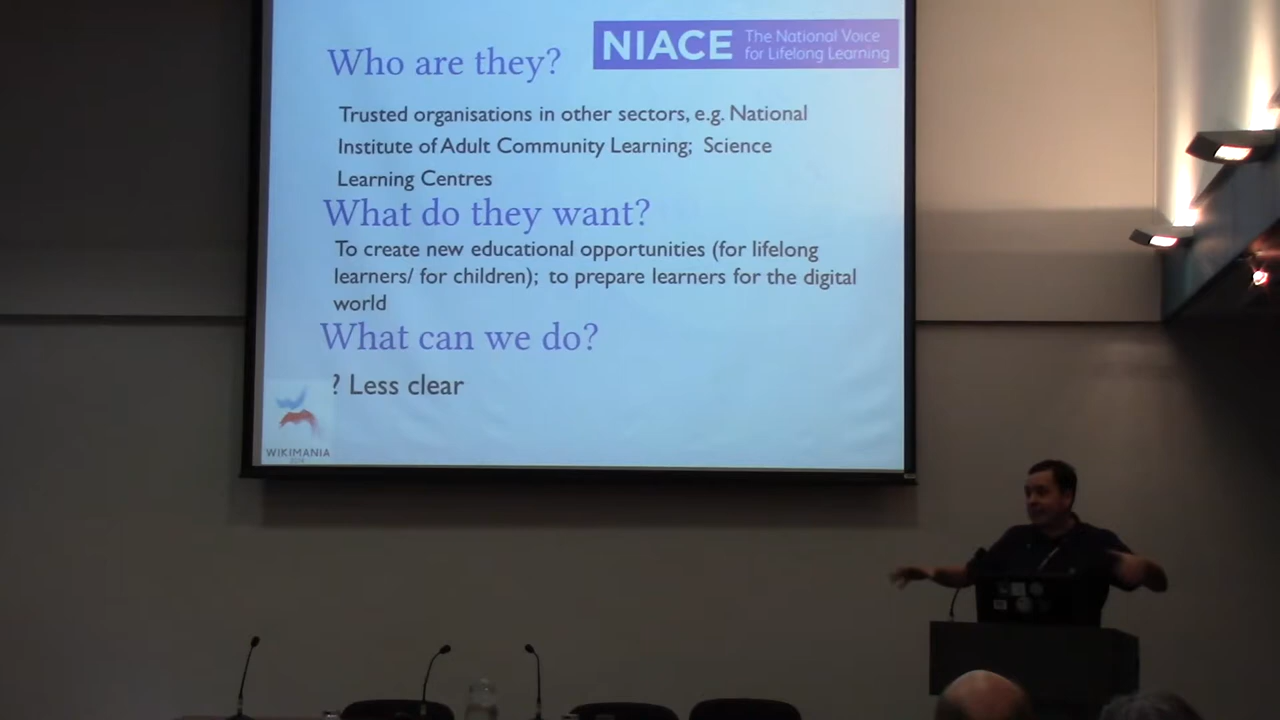 NIACE The National Voice
for Lifelong Learning
Who are they?
Trusted organisations in other sectors, e.g. National
Institute of Adult Community Learning; Science
Learning Centres
What do they want?
To create new educational opportunities (for lifelong
learners/ for children); to prepare learners for the digital
world
What can we do?
? Less clear
WIKIMANIA